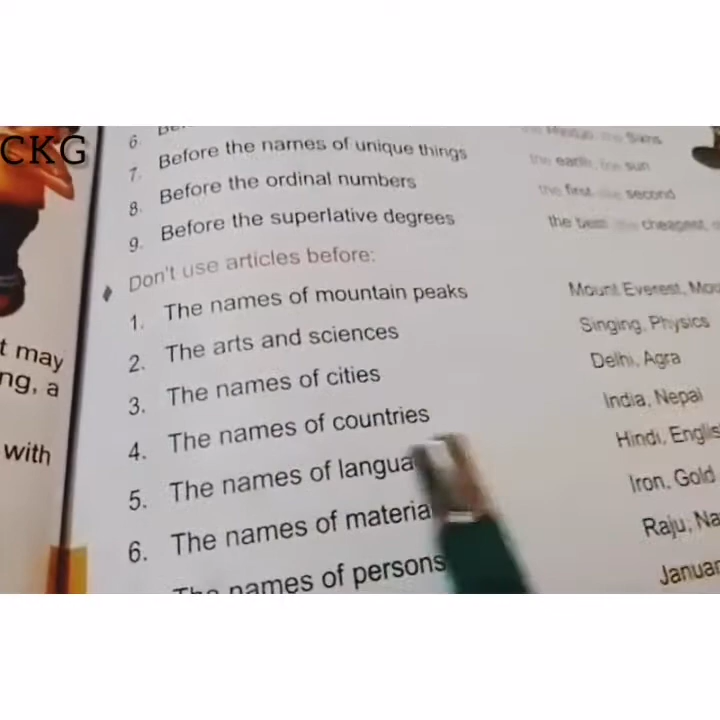 CKG
6
7. Before the names of unique things the earth, the sun
8. Before the ordinal numbers the first, the second
9. Before the superlative degrees the best, the cheapest,
Don't use articles before:
1. The names of mountain peaks Mount Everest,
2. The arts and sciences Singing, Physics
3. The names of cities Delhi, Agra
4. The names of countries India, Nepal
5. The names of langua Hindi, Englis
6. The names of materia Iron, Gold
names of persons Raju, Na
Januar
t may
ng, a
with